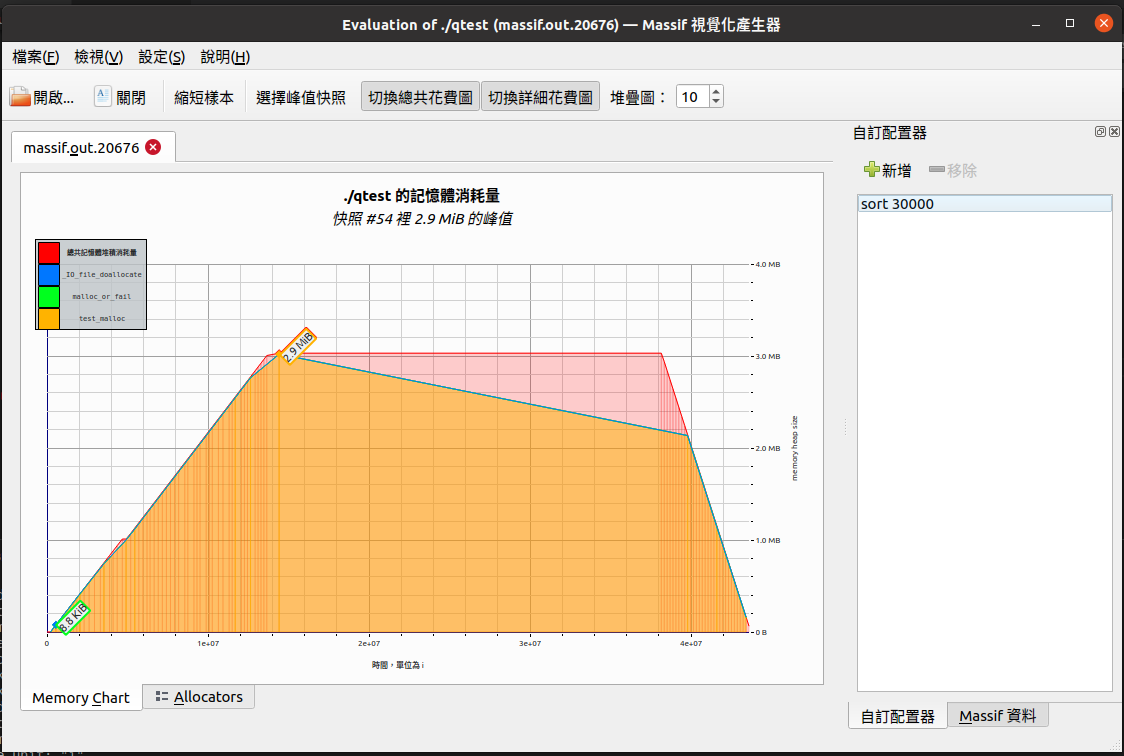 Evaluation of ./qtest (massif.out.20676) — Massif 視覺化產生器
檔案(F) 檢視(V) 設定(S) 說明(H)
開啟... 關閉 縮短樣本 選擇峰值快照 切換總共花費圖 切換詳細花費圖 堆疊圖： 10
massif.out.20676
./qtest 的記憶體消耗量
快照 #54 裡 2.9 MiB 的峰值
總共記憶體堆積消耗量
_IO_file_doallocate
malloc_or_fail
test_malloc
4.0 MB
3.0 MB
2.0 MB
1.0 MB
0 B
memory heap size
2.9 MiB
8.8 KiB
0 1e+07 2e+07 3e+07 4e+07
時間，單位為 i
Memory Chart Allocators
自訂配置器
新增 移除
sort 30000
自訂配置器 Massif 資料